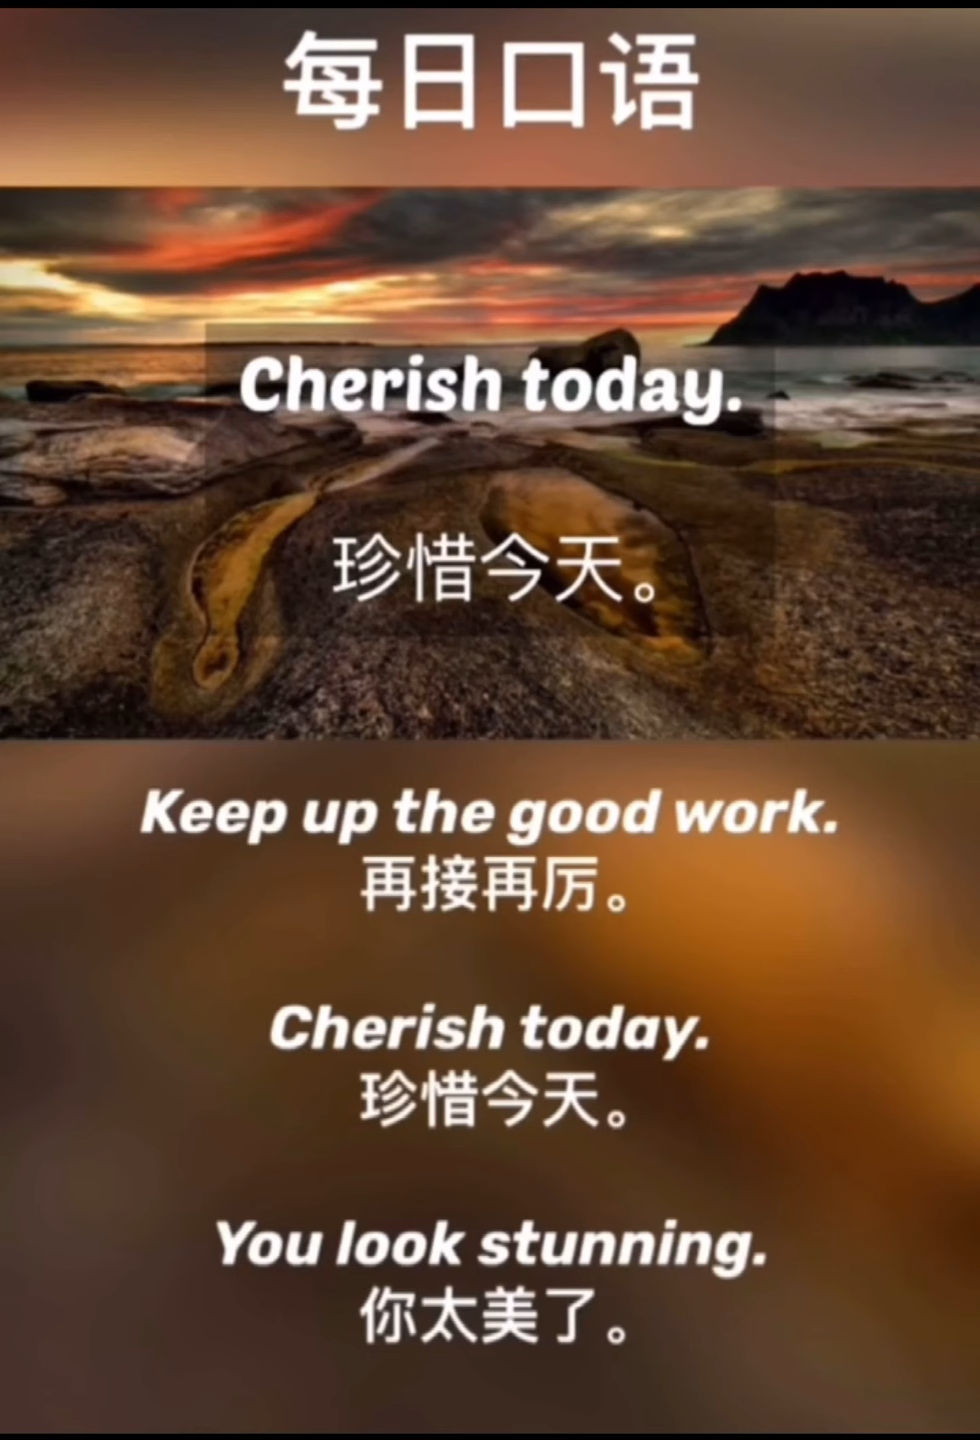 每日口语
Cherish today.
珍惜今天。
Keep up the good work.
再接再厉。
Cherish today.
珍惜今天。
You look stunning.
你太美了。